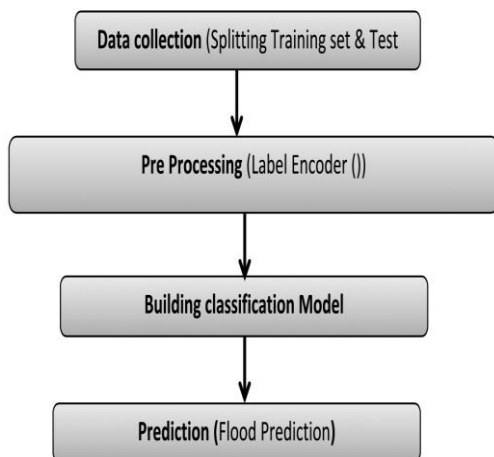 Data collection (Splitting Training set & Test
Pre Processing (Label Encoder ())
Building classification Model
Prediction (Flood Prediction)